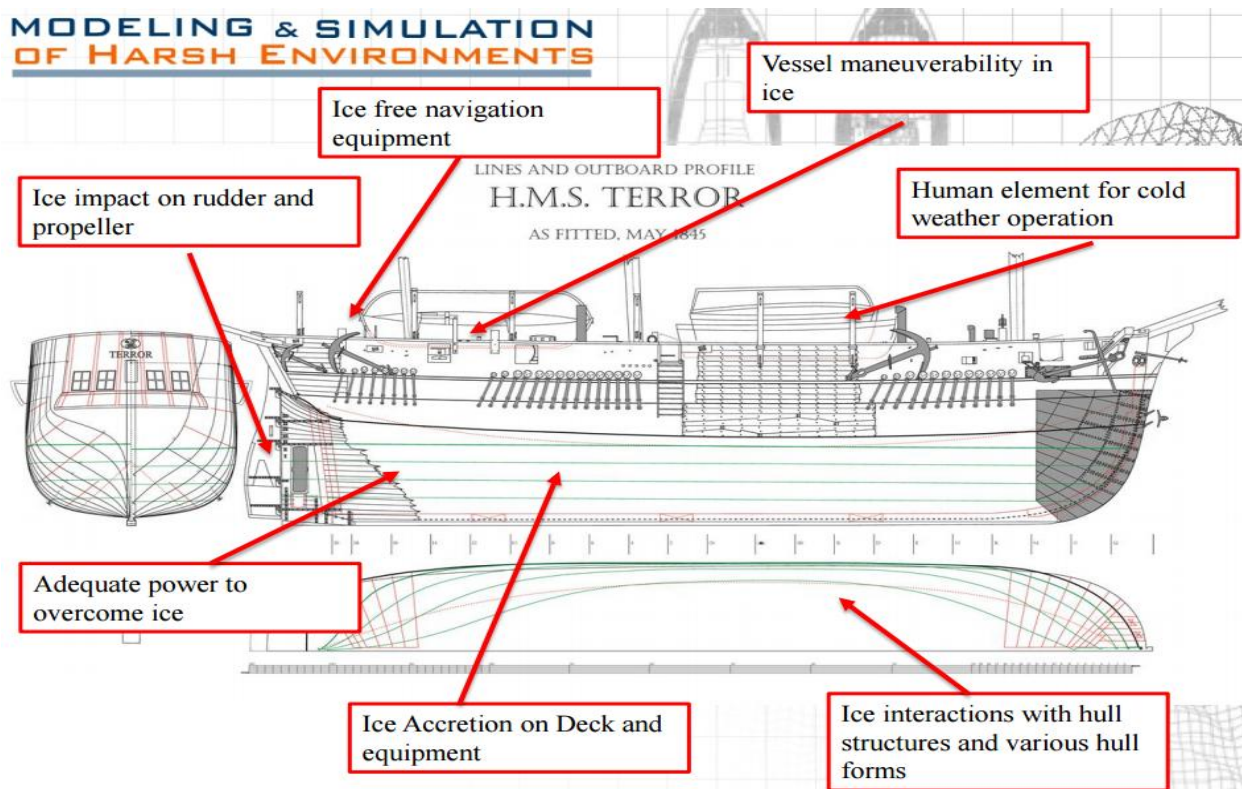 MODELING & SIMULATION
OF HARSH ENVIRONMENTS
Vessel maneuverability in
ice
Ice free navigation
equipment
LINES AND OUTBOARD PROFILE
H.M.S. TERROR
AS FITTED, MAY 1845
Ice impact on rudder and
propeller
Human element for cold
weather operation
TERROR
Adequate power to
overcome ice
Ice Accretion on Deck and
equipment
Ice interactions with hull
structures and various hull
forms